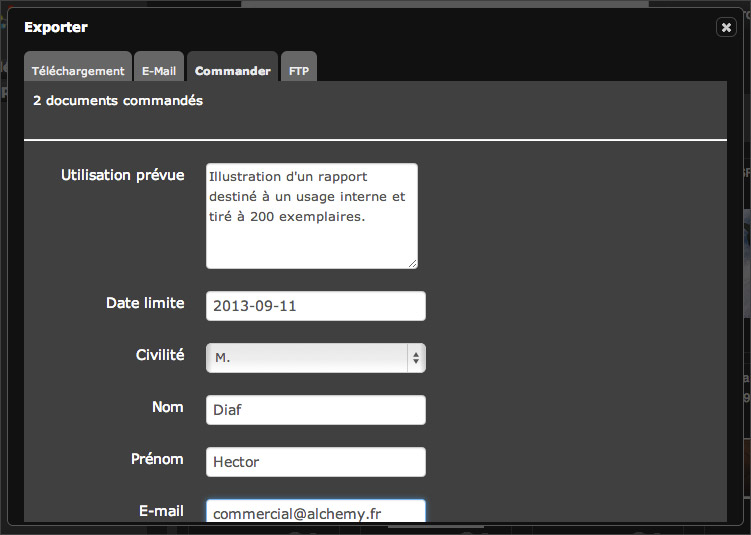 Exporter
Téléchargement E-Mail Commander FTP
2 documents commandés
Utilisation prévue
Illustration d'un rapport
destiné à un usage interne et
tiré à 200 exemplaires.
Date limite 2013-09-11
Civilité M.
Nom Diaf
Prénom Hector
E-mail commercial@alchemy.fr